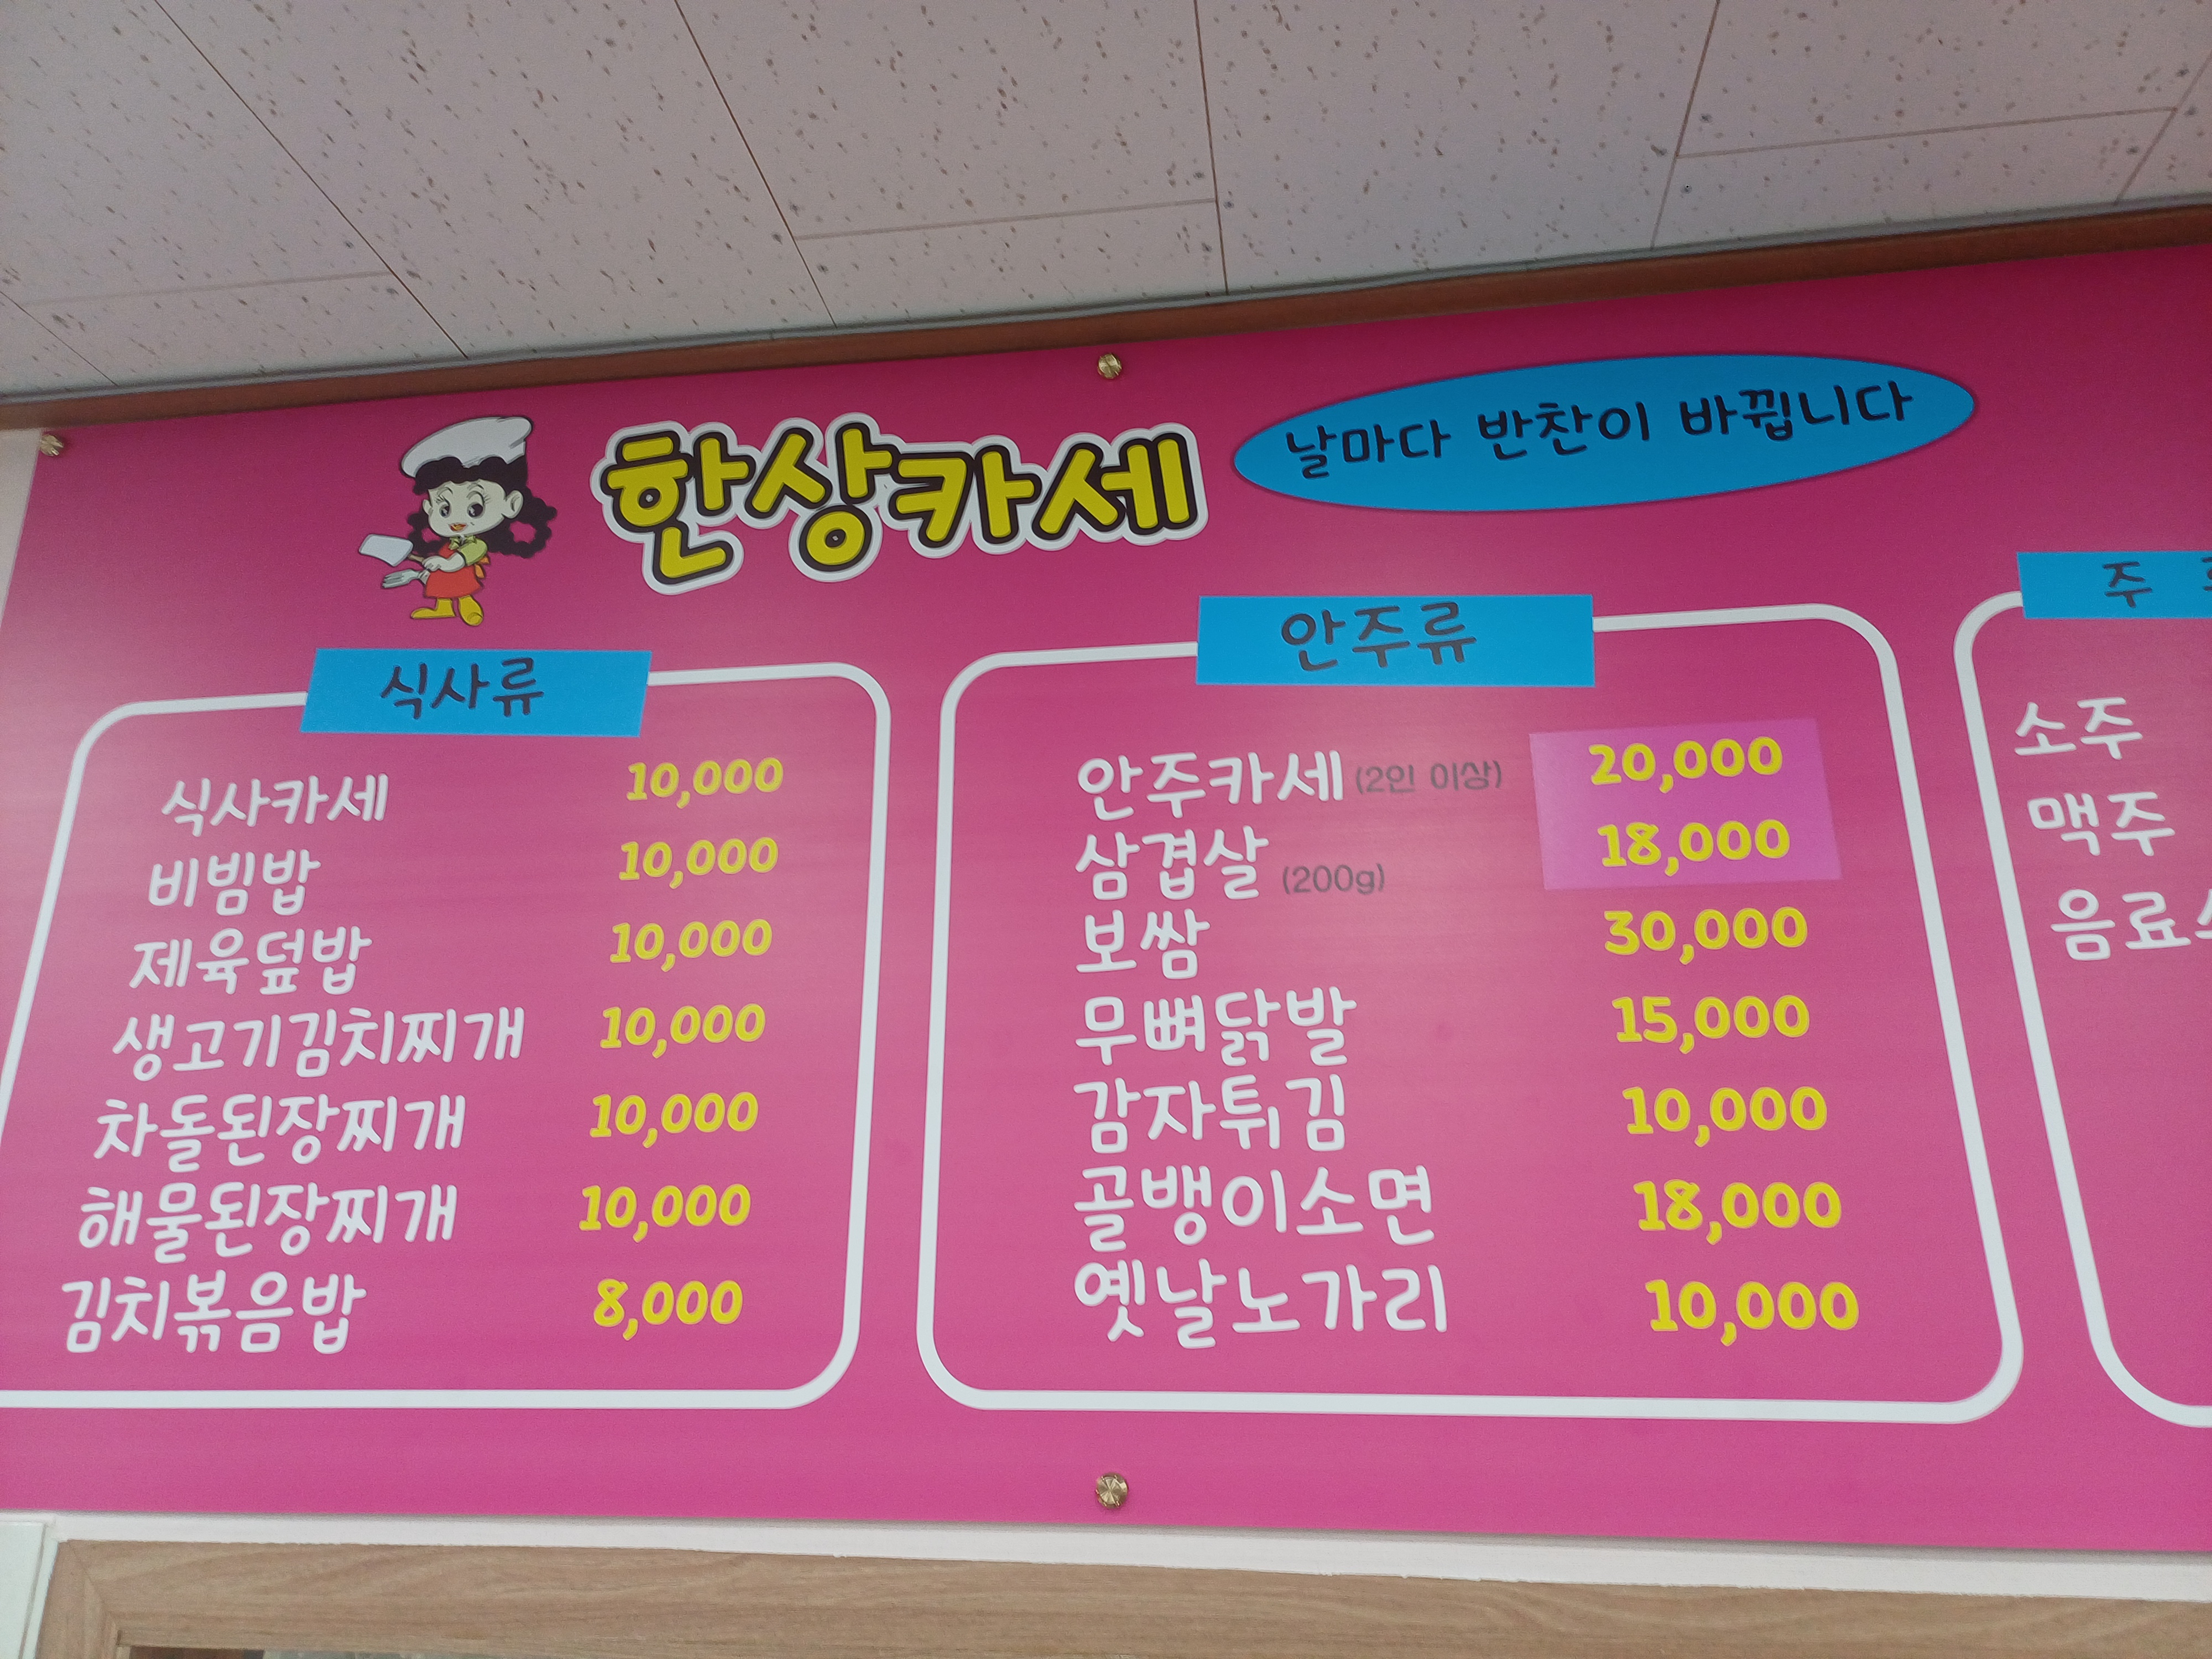 한상카세
날마다 반찬이 바뀝니다
식사류
식사카세 10,000
비빔밥 10,000
제육덮밥 10,000
생고기김치찌개 10,000
차돌된장찌개 10,000
해물된장찌개 10,000
김치볶음밥 8,000
안주류
안주카세 (2인 이상) 20,000
삼겹살 (200g) 18,000
보쌈 30,000
무뼈닭발 15,000
감자튀김 10,000
골뱅이소면 18,000
옛날노가리 10,000
주
소주
맥주
음료